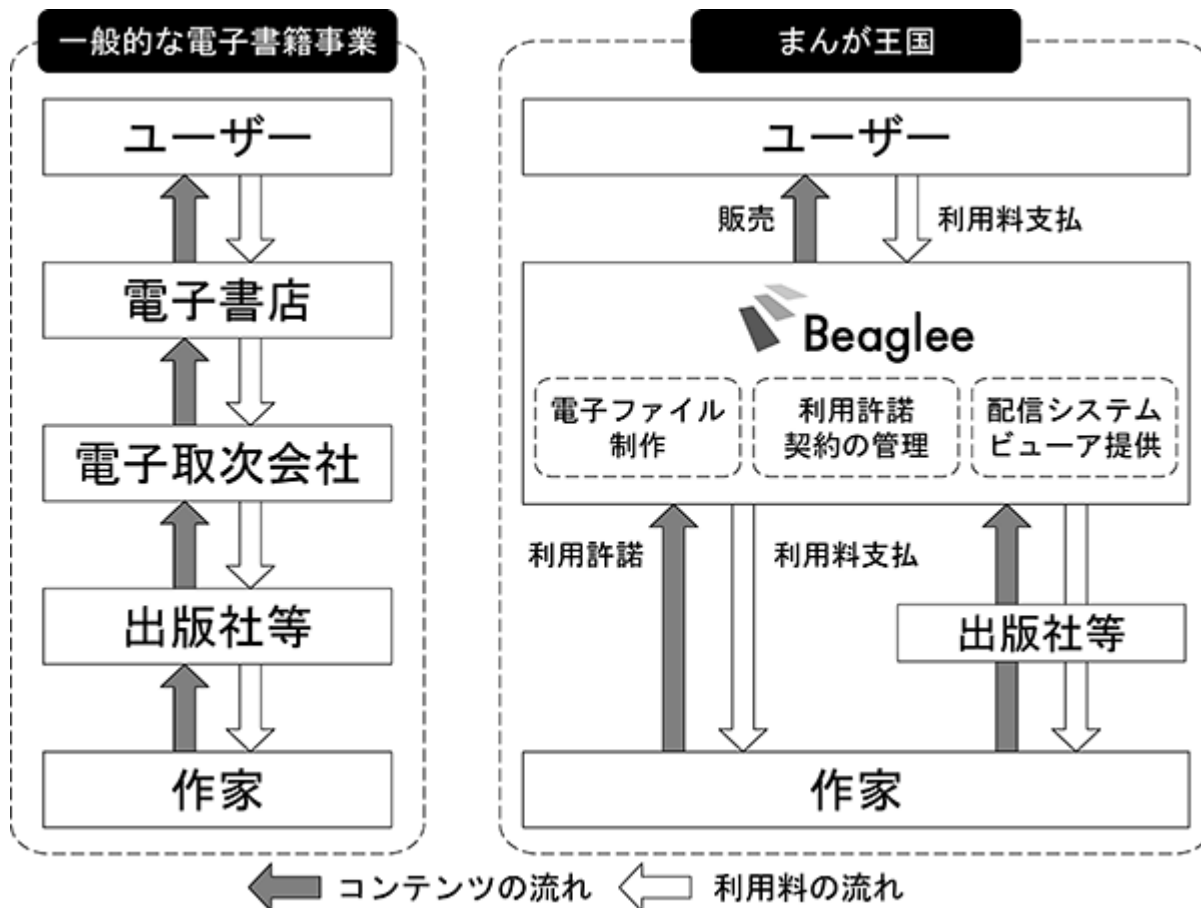 一般的な電子書籍事業
ユーザー
電子書店
電子取次会社
出版社等
作家
まんが王国
ユーザー
販売
利用料支払
Beaglee
電子ファイル
制作
利用許諾
契約の管理
配信システム
ビューア提供
利用許諾
利用料支払
出版社等
作家
コンテンツの流れ
利用料の流れ